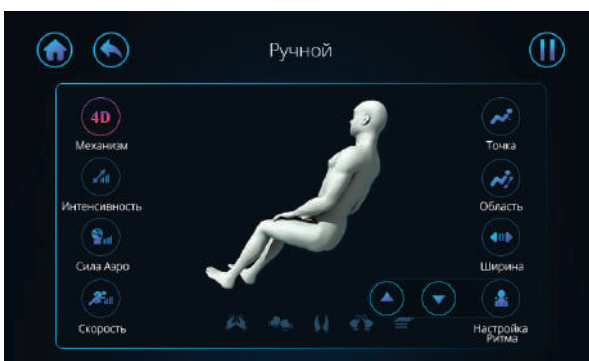 Ручной
4D
Механизм
Интенсивность
Сила Аэро
Скорость
Точка
Область
Ширина
Настройка
Ритма